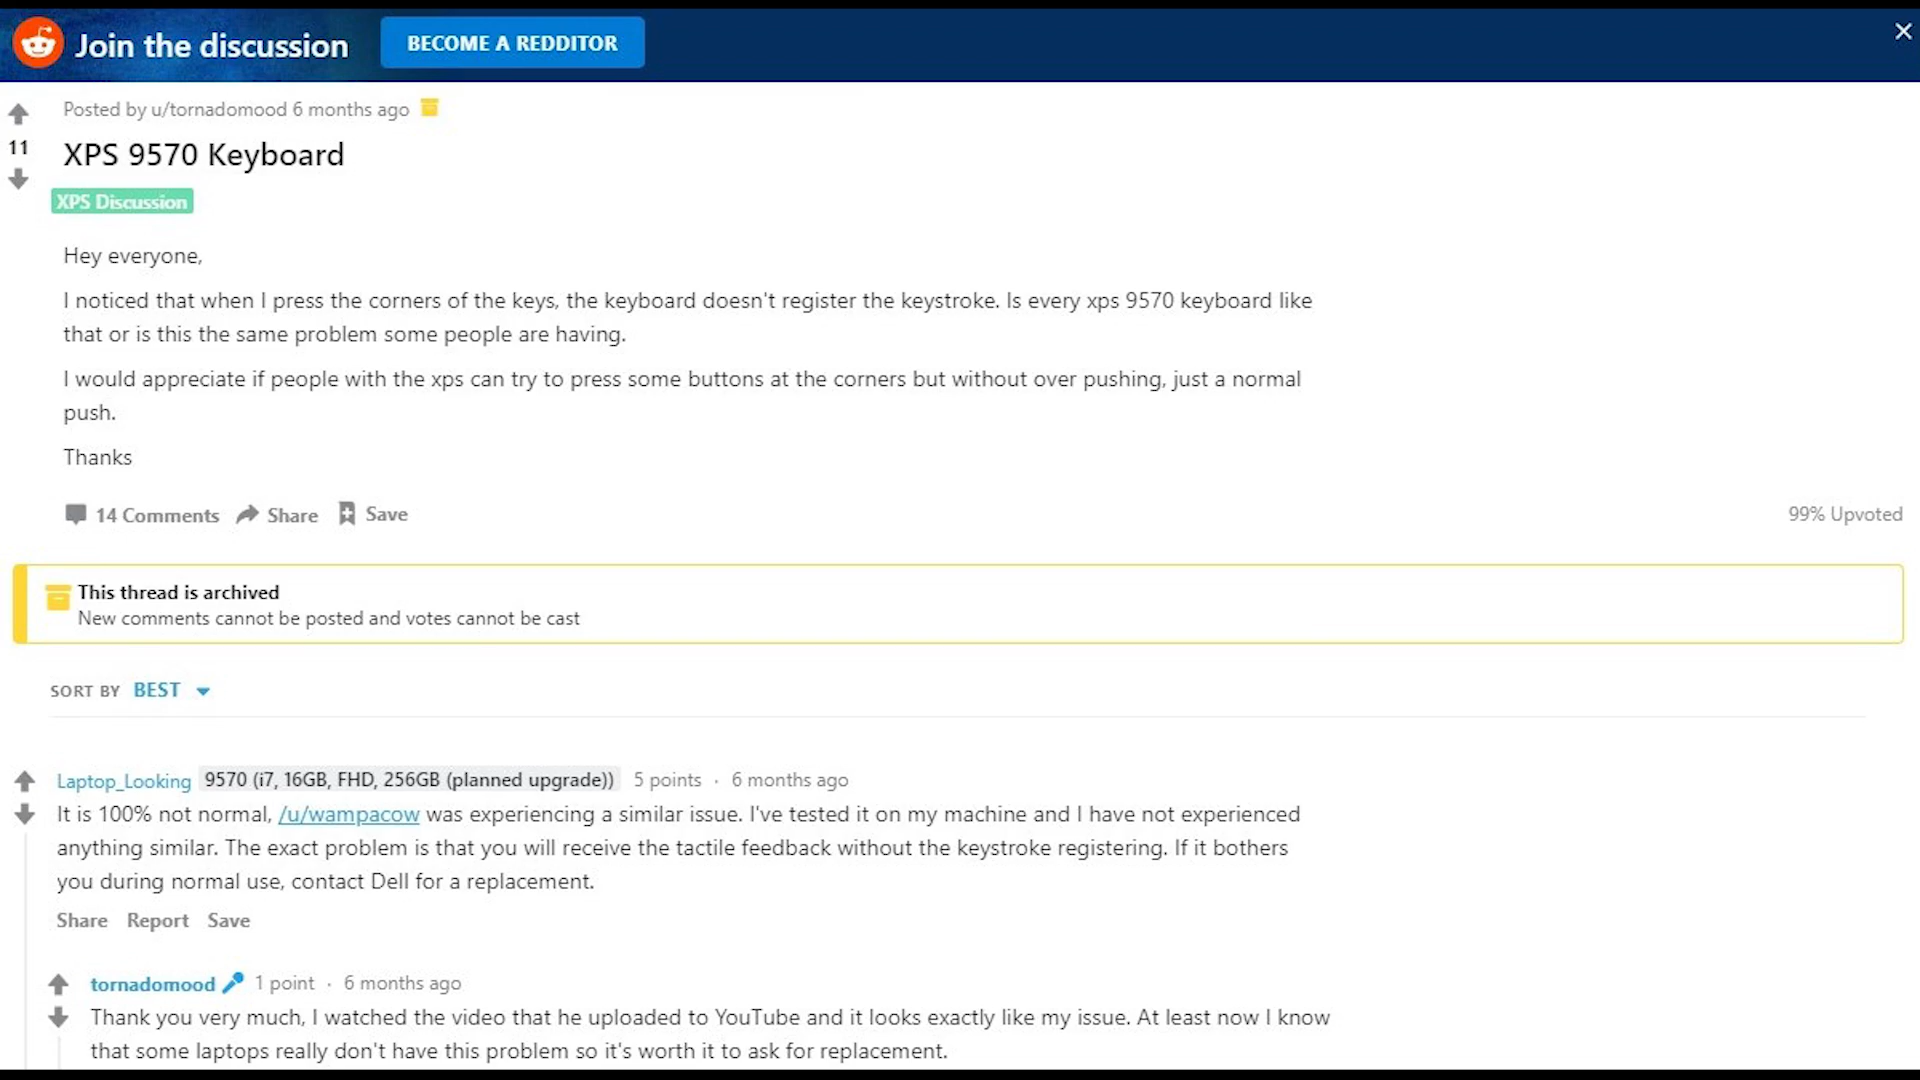 Join the discussion
BECOME A REDDITOR
Posted by u/tornadomood 6 months ago
11
XPS 9570 Keyboard
XPS Discussion
Hey everyone,
I noticed that when I press the corners of the keys, the keyboard doesn't register the keystroke. Is every xps 9570 keyboard like
that or is this the same problem some people are having.
I would appreciate if people with the xps can try to press some buttons at the corners but without over pushing, just a normal
push.
Thanks
14 Comments Share Save
99% Upvoted
This thread is archived
New comments cannot be posted and votes cannot be cast
SORT BY BEST
Laptop_Looking 9570 (i7, 16GB, FHD, 256GB (planned upgrade)) 5 points · 6 months ago
It is 100% not normal, /u/wampacow was experiencing a similar issue. I've tested it on my machine and I have not experienced
anything similar. The exact problem is that you will receive the tactile feedback without the keystroke registering. If it bothers
you during normal use, contact Dell for a replacement.
Share Report Save
tornadomood 1 point · 6 months ago
Thank you very much, I watched the video that he uploaded to YouTube and it looks exactly like my issue. At least now I know
that some laptops really don't have this problem so it's worth it to ask for replacement.